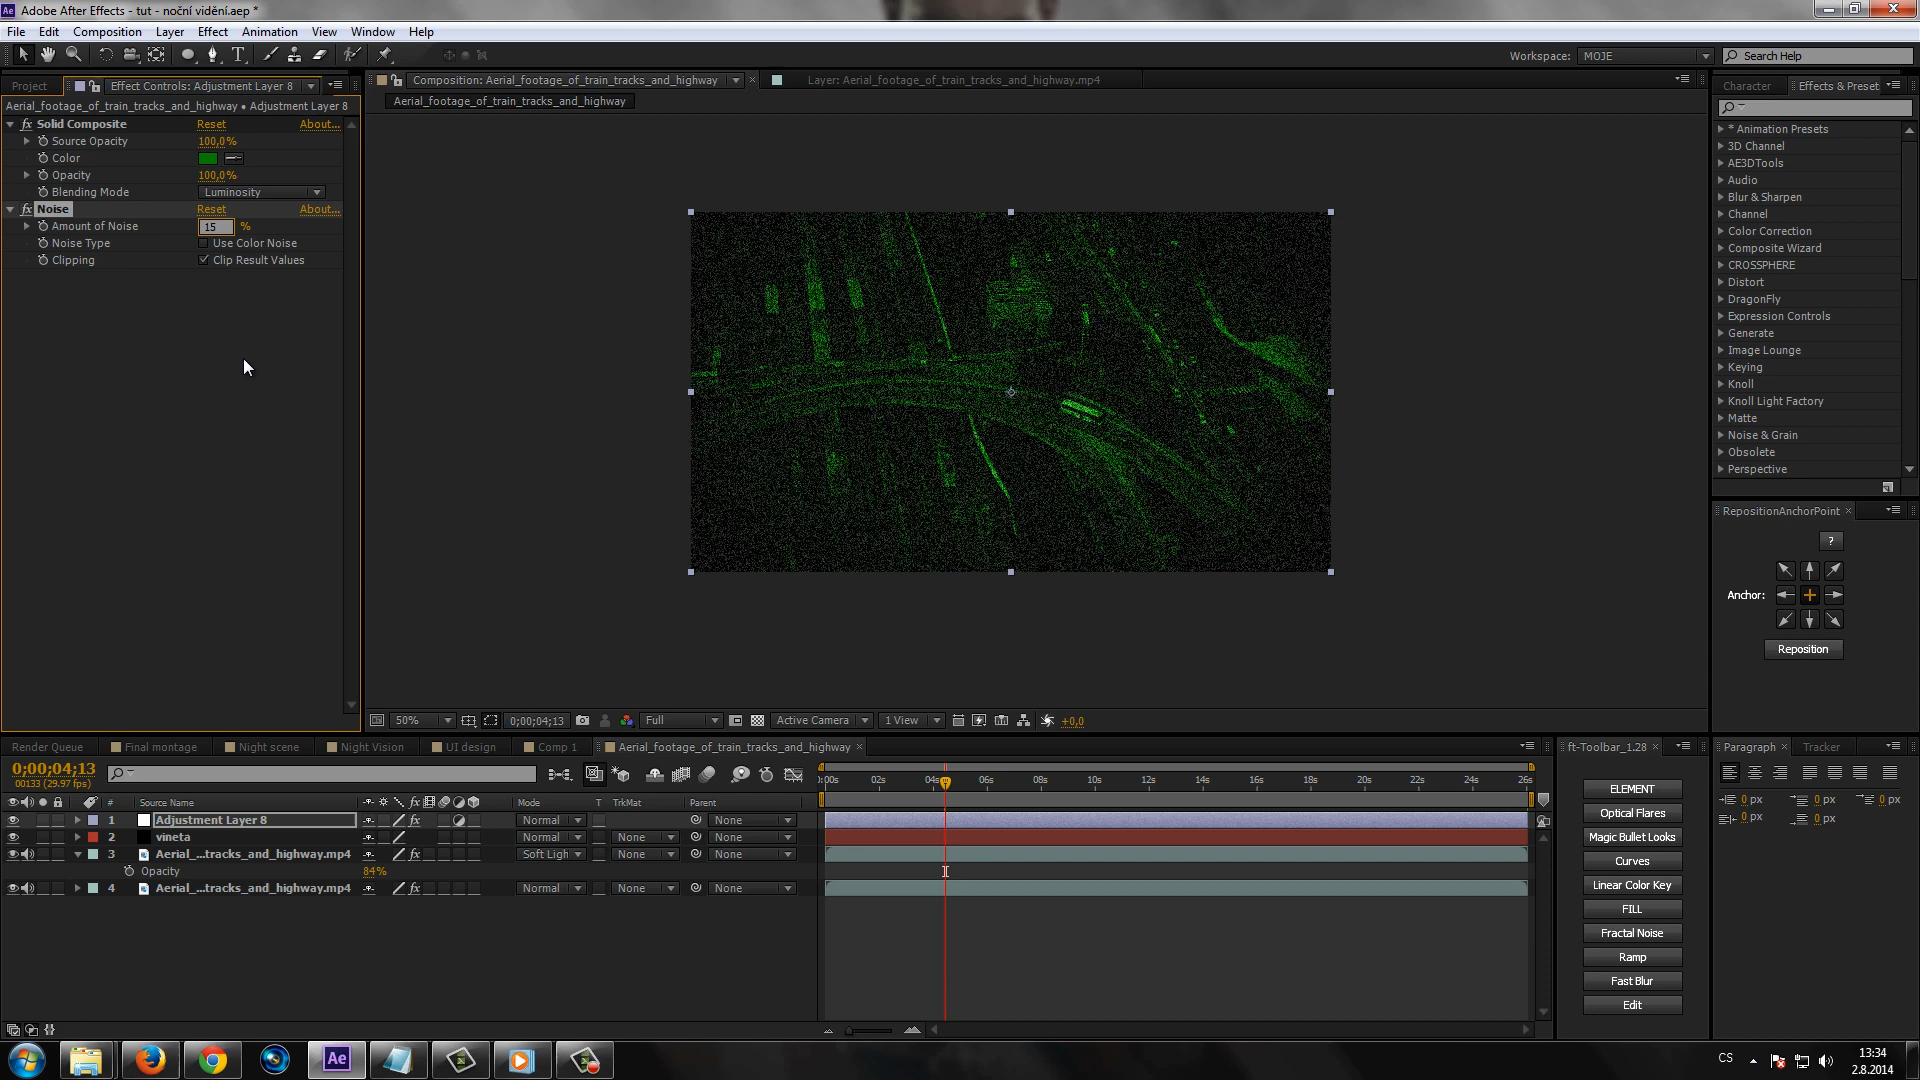 Adobe After Effects - tut - noční vidění.aep *
File Edit Composition Layer Effect Animation View Window Help
Workspace: MOJE
Search Help
Project
Effect Controls: Adjustment Layer 8
Aerial_footage_of_train_tracks_and_highway • Adjustment Layer 8
fx Solid Composite Reset About...
Source Opacity 100,0%
Color
Opacity 100,0%
Blending Mode Luminosity
fx Noise Reset About...
Amount of Noise 15 %
Noise Type Use Color Noise
Clipping Clip Result Values
Composition: Aerial_footage_of_train_tracks_and_highway
Layer: Aerial_footage_of_train_tracks_and_highway.mp4
Aerial_footage_of_train_tracks_and_highway
50% 0;00;04;13 Full Active Camera 1 View +0,0
Character Effects & Preset
* Animation Presets
3D Channel
AE3DTools
Audio
Blur & Sharpen
Channel
Color Correction
Composite Wizard
CROSSPHERE
Distort
DragonFly
Expression Controls
Generate
Image Lounge
Keying
Knoll
Knoll Light Factory
Matte
Noise & Grain
Obsolete
Perspective
RepositionAnchorPoint
?
Anchor:
Reposition
Render Queue Final montage Night scene Night Vision UI design Comp 1 Aerial_footage_of_train_tracks_and_highway
0;00;04;13
00133 (29.97 fps)
):00s 02s 04s 06s 08s 10s 12s 14s 16s 18s 20s 22s 24s 26s
# Source Name fx Mode T TrkMat Parent
1 Adjustment Layer 8 fx Normal None
2 vineta Normal None None
3 Aerial_...tracks_and_highway.mp4 fx Soft Ligh None None
Opacity 84%
4 Aerial_...tracks_and_highway.mp4 fx Normal None None
ft-Toolbar_1.28
ELEMENT
Optical Flares
Magic Bullet Looks
Curves
Linear Color Key
FILL
Fractal Noise
Ramp
Fast Blur
Edit
Paragraph Tracker
0 px 0 px 0 px
0 px 0 px
Ae
CS
13:34
2.8.2014